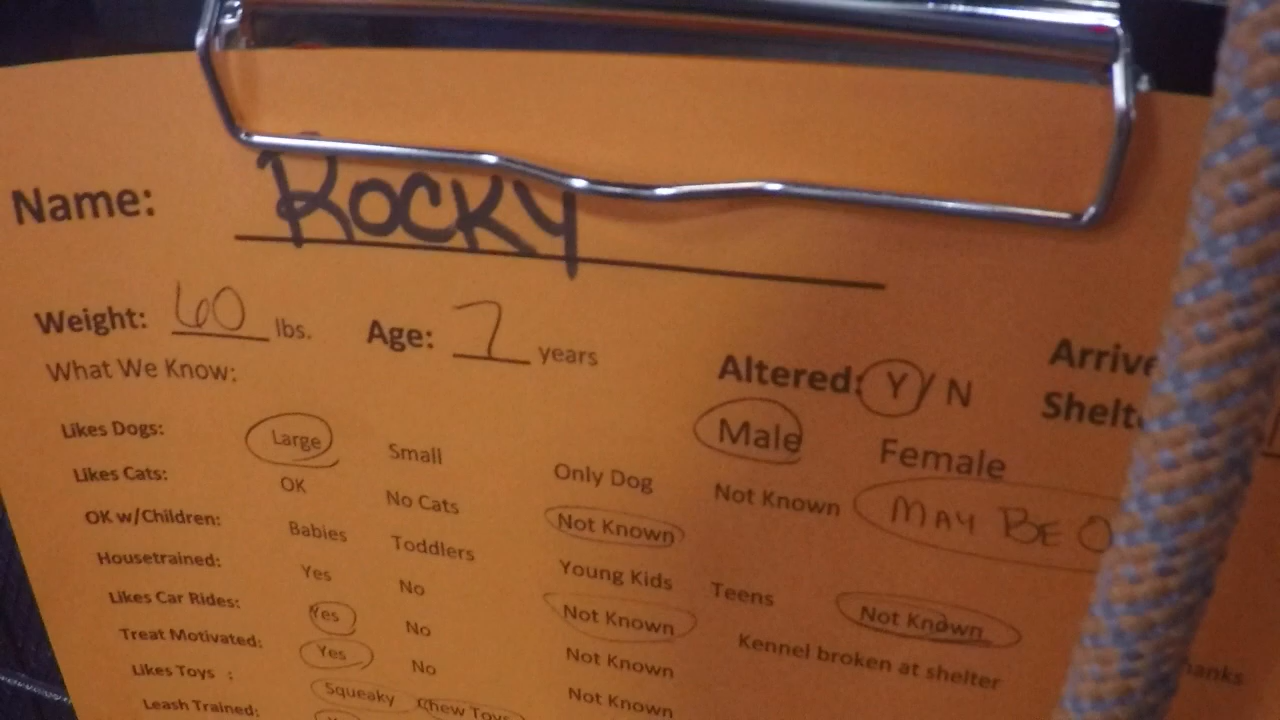 Name: ROCKY
Weight: 60 lbs. Age: 7 years
What We Know: Altered: Y / N
Male Female
Likes Dogs: Large Small Only Dog Not Known MAY BE
Likes Cats: OK No Cats Not Known
OK w/Children: Babies Toddlers Young Kids Teens Not Known
Housetrained: Yes No Not Known Kennel broken at shelter
Likes Car Rides: Yes No Not Known
Treat Motivated: Yes No Not Known
Likes Toys : Squeaky Chew Toys
Leash Trained: